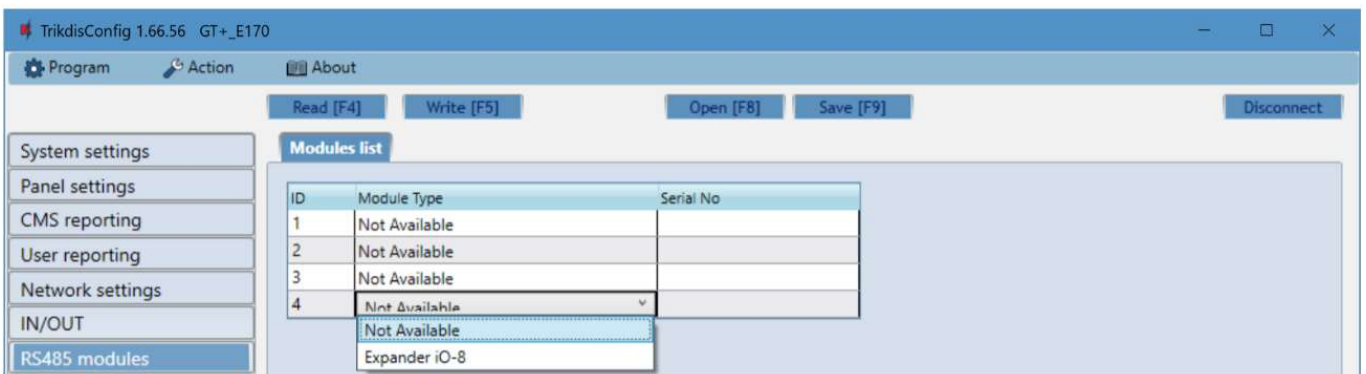 TrikdisConfig 1.66.56 GT+_E170
Program Action About
Read [F4] Write [F5] Open [F8] Save [F9] Disconnect
System settings
Panel settings
CMS reporting
User reporting
Network settings
IN/OUT
RS485 modules
Modules list
ID Module Type Serial No
1 Not Available
2 Not Available
3 Not Available
4 Not Available
Not Available
Expander iO-8